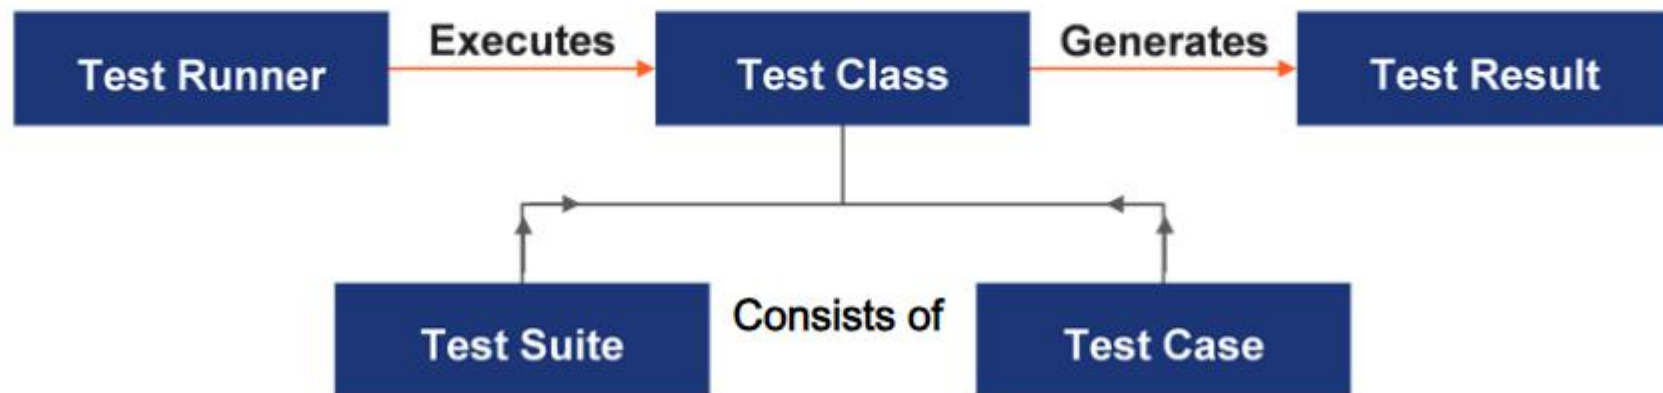 Executes
Generates
Test Runner
Test Class
Test Result
Consists of
Test Suite
Test Case